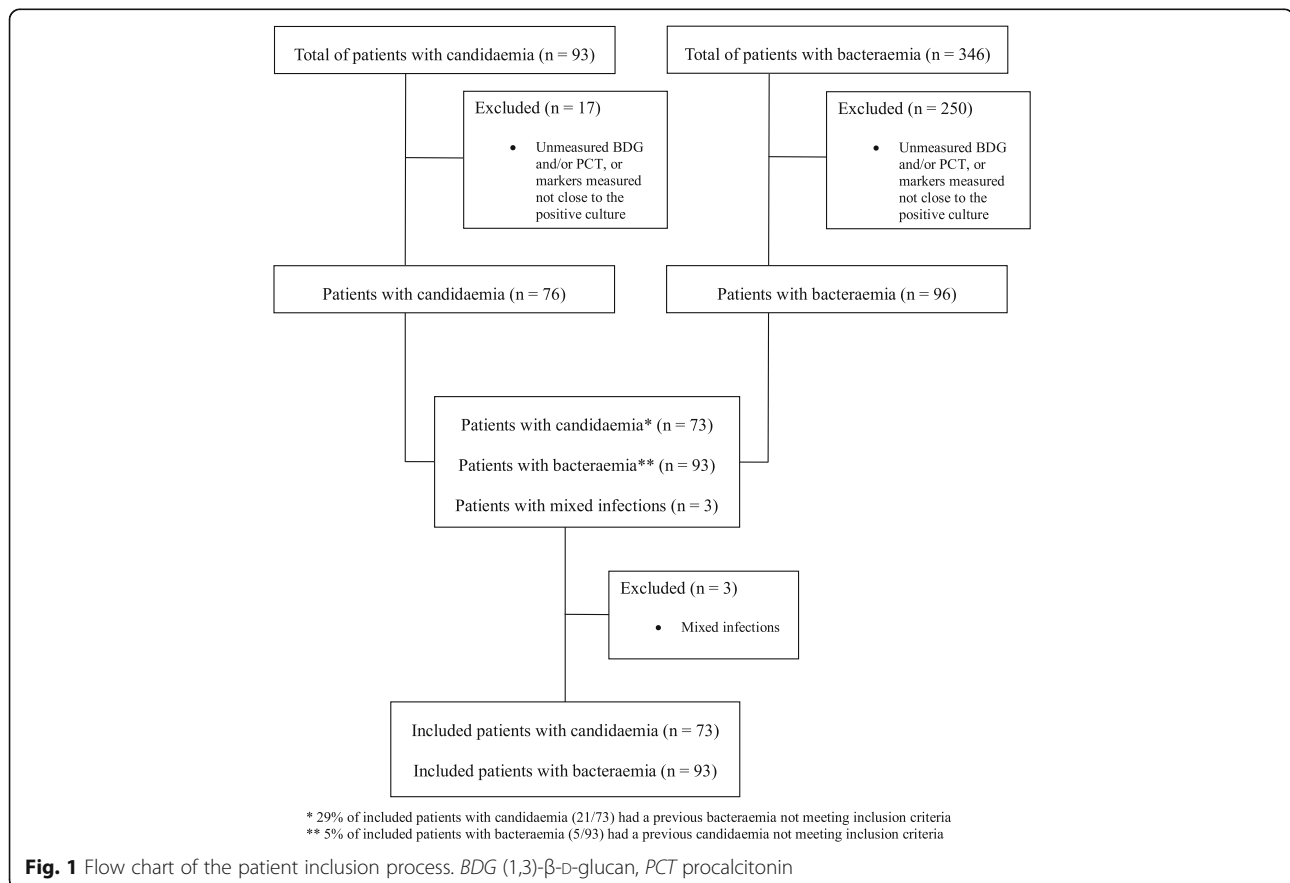 Total of patients with candidaemia (n = 93)
Total of patients with bacteraemia (n = 346)
Excluded (n = 17)
• Unmeasured BDG
and/or PCT, or
markers measured
not close to the
positive culture
Excluded (n = 250)
• Unmeasured BDG
and/or PCT, or
markers measured
not close to the
positive culture
Patients with candidaemia (n = 76)
Patients with bacteraemia (n = 96)
Patients with candidaemia* (n = 73)
Patients with bacteraemia** (n = 93)
Patients with mixed infections (n = 3)
Excluded (n = 3)
• Mixed infections
Included patients with candidaemia (n = 73)
Included patients with bacteraemia (n = 93)
* 29% of included patients with candidaemia (21/73) had a previous bacteraemia not meeting inclusion criteria
** 5% of included patients with bacteraemia (5/93) had a previous candidaemia not meeting inclusion criteria
Fig. 1 Flow chart of the patient inclusion process. BDG (1,3)-β-D-glucan, PCT procalcitonin